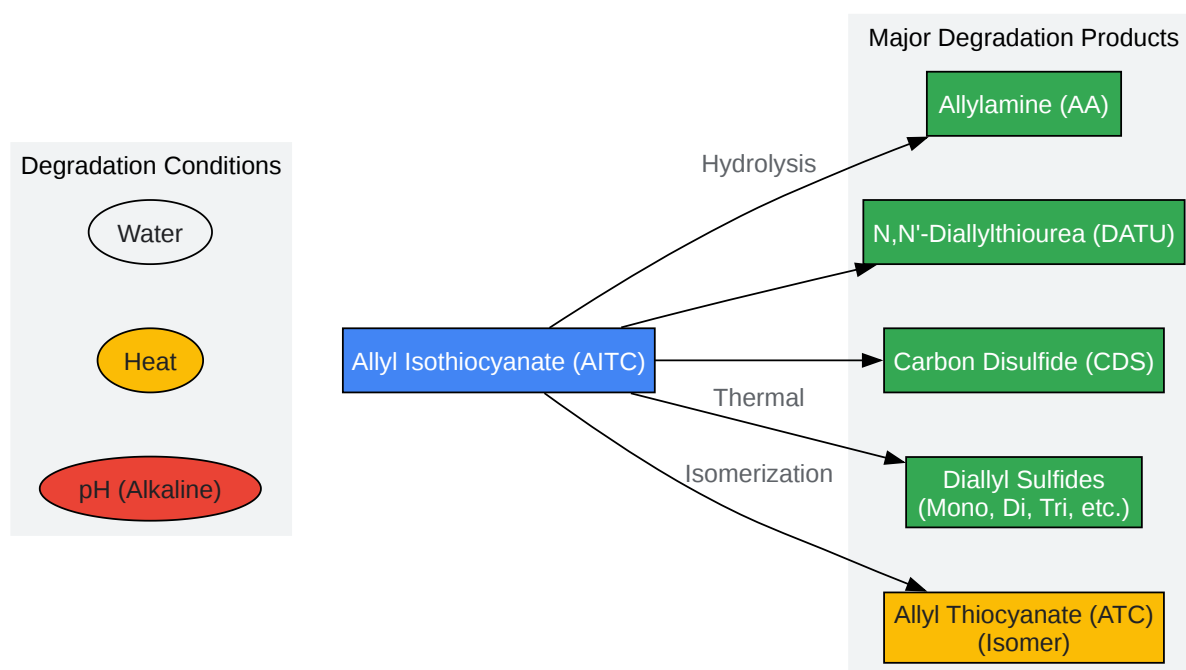 Major Degradation Products
Allylamine (AA)
Degradation Conditions
Hydrolysis
Water
N,N'-Diallylthiourea (DATU)
Heat
Allyl Isothiocyanate (AITC)
Carbon Disulfide (CDS)
Thermal
Isomerization
pH (Alkaline)
Diallyl Sulfides
(Mono, Di, Tri, etc.)
Allyl Thiocyanate (ATC)
(Isomer)